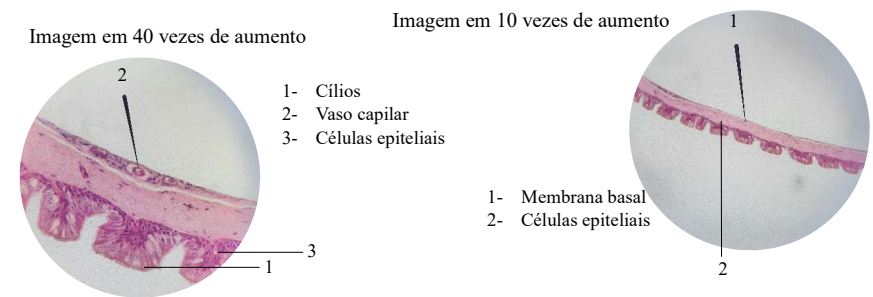 Imagem em 40 vezes de aumento
2
1- Cílios
2- Vaso capilar
3- Células epiteliais
3
1
Imagem em 10 vezes de aumento
1
1- Membrana basal
2- Células epiteliais
2